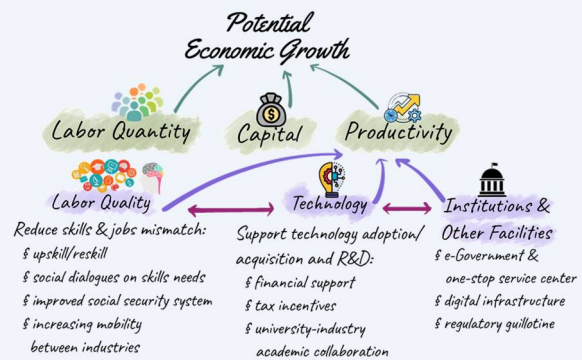 Potential
Economic Growth
Labor Quantity
Capital
Productivity
Labor Quality
Reduce skills & jobs mismatch:
§ upskill/reskill
§ social dialogues on skills needs
§ improved social security system
§ increasing mobility
between industries
Technology
Support technology adoption/
acquisition and R&D:
§ financial support
§ tax incentives
§ university-industry
academic collaboration
Institutions &
Other Facilities
§ e-Government &
one-stop service center
§ digital infrastructure
§ regulatory guillotine